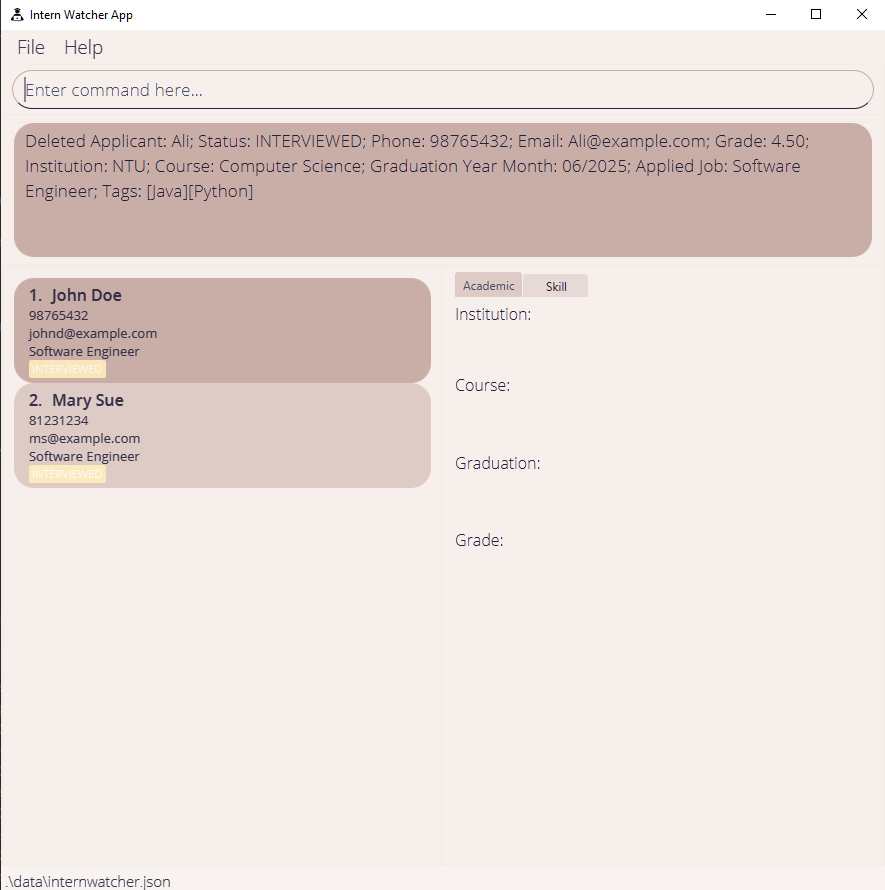 Intern Watcher App
File Help
Enter command here...
Deleted Applicant: Ali; Status: INTERVIEWED; Phone: 98765432; Email: Ali@example.com; Grade: 4.50;
Institution: NTU; Course: Computer Science; Graduation Year Month: 06/2025; Applied Job: Software
Engineer; Tags: [Java][Python]
1. John Doe
98765432
johnd@example.com
Software Engineer
INTERVIEWED
2. Mary Sue
81231234
ms@example.com
Software Engineer
INTERVIEWED
Academic Skill
Institution:
Course:
Graduation:
Grade:
.\data\internwatcher.json